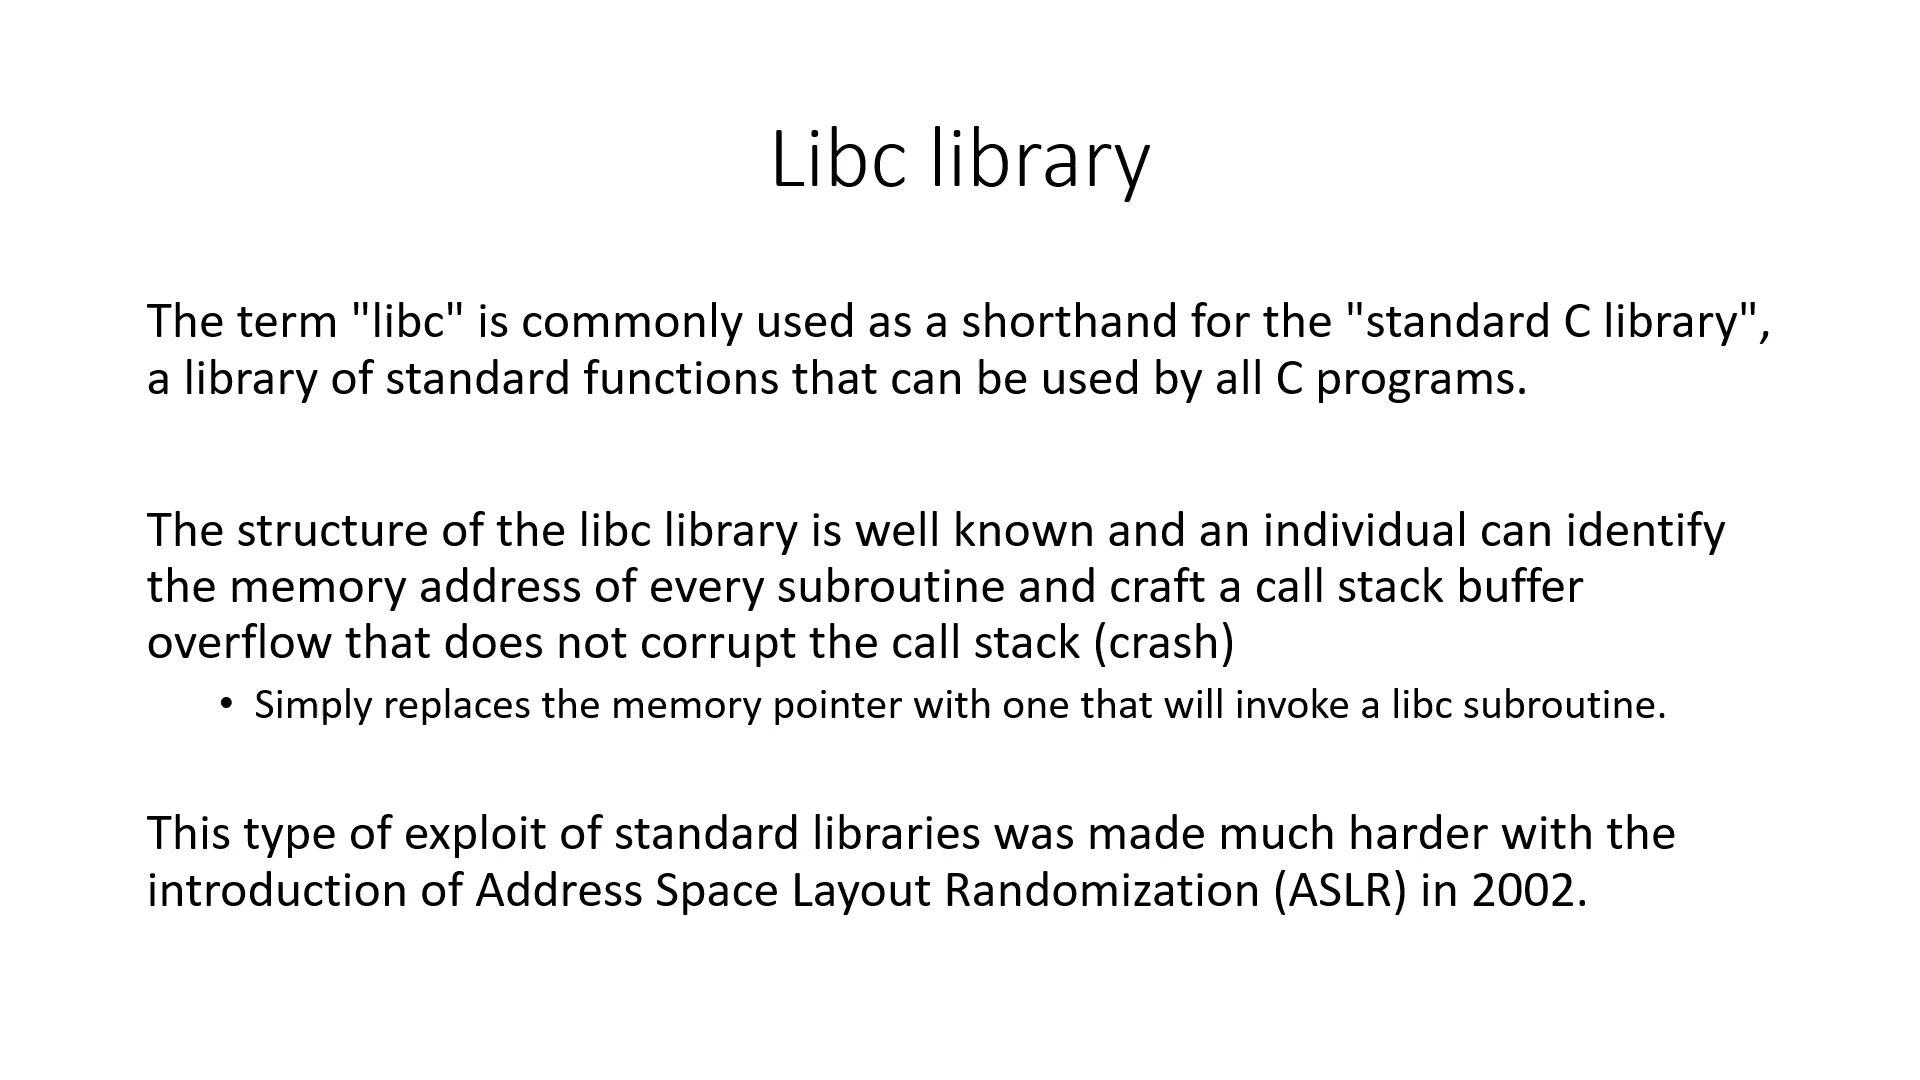 Libc library
The term "libc" is commonly used as a shorthand for the "standard C library",
a library of standard functions that can be used by all C programs.
The structure of the libc library is well known and an individual can identify
the memory address of every subroutine and craft a call stack buffer
overflow that does not corrupt the call stack (crash)
• Simply replaces the memory pointer with one that will invoke a libc subroutine.
This type of exploit of standard libraries was made much harder with the
introduction of Address Space Layout Randomization (ASLR) in 2002.